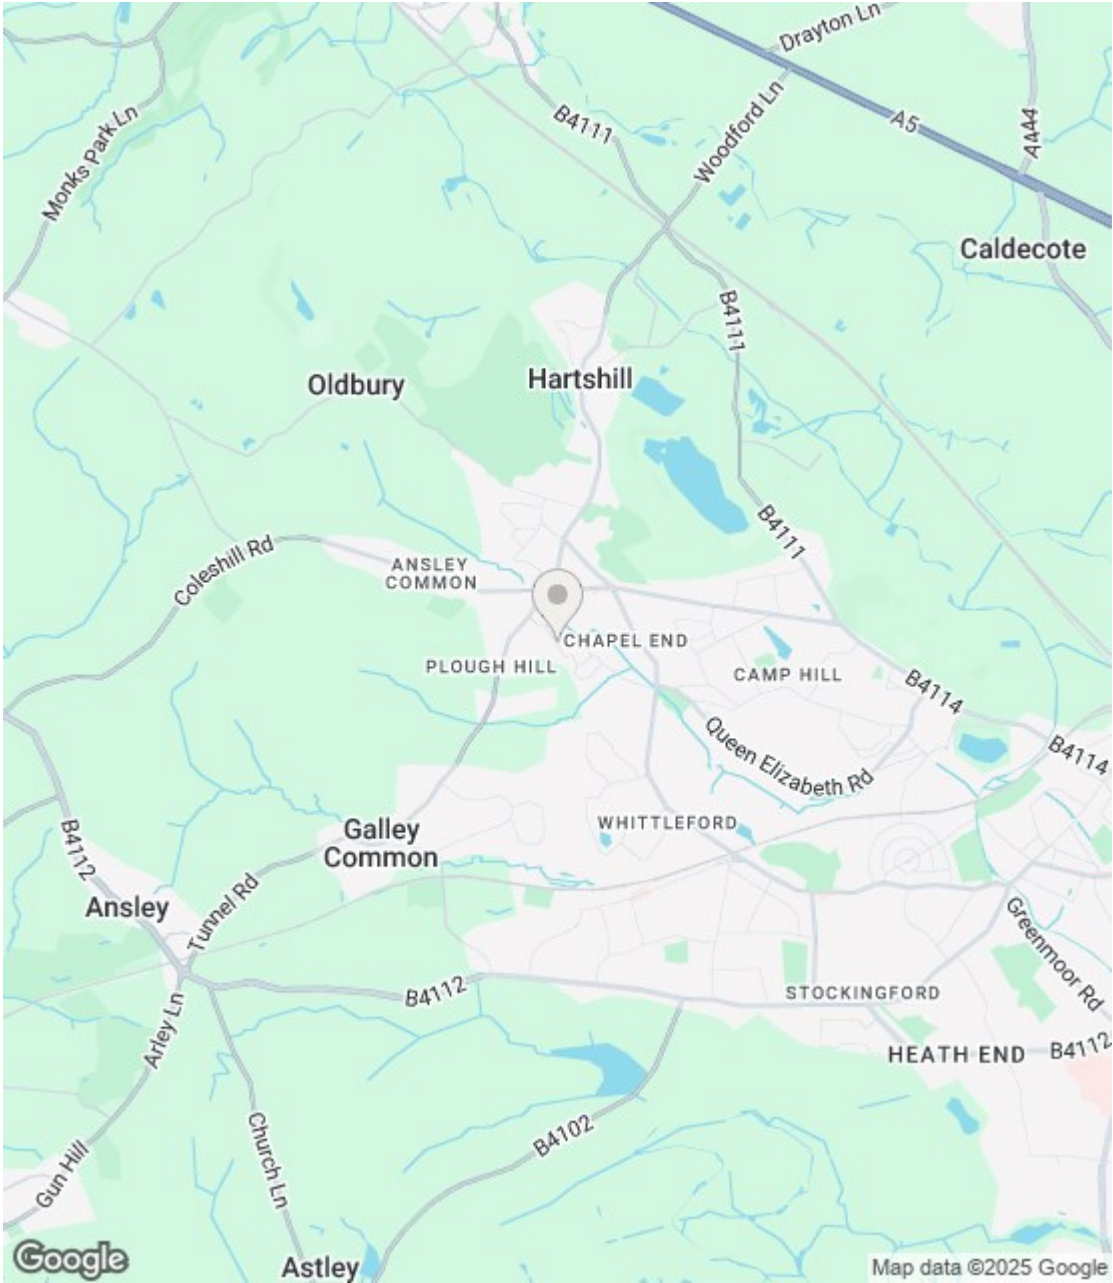 Drayton Ln
Monks Park Ln
B4111
Woodford Ln
A5
A444
Caldecote
B4111
Oldbury
Hartshill
Coleshill Rd
B4111
ANSLEY
COMMON
CHAPEL END
PLOUGH HILL
CAMP HILL
B4114
Queen Elizabeth Rd
B4114
WHITTLEFORD
Galley
Common
B4112
Ansley
Tunnel Rd
Greenmoor Rd
B4112
STOCKINGFORD
Arley Ln
HEATH END
B4112
B4102
Church Ln
Gun Hill
Astley
Google
Map data ©2025 Google